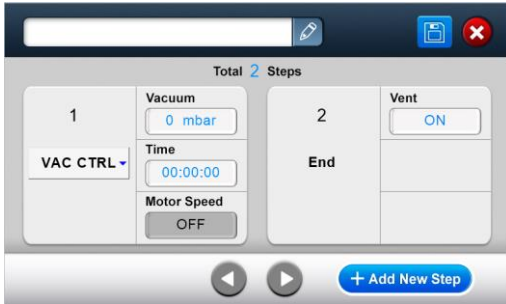 Total 2 Steps
1
VAC CTRL
Vacuum
0 mbar
Time
00:00:00
Motor Speed
OFF
2
End
Vent
ON
+ Add New Step